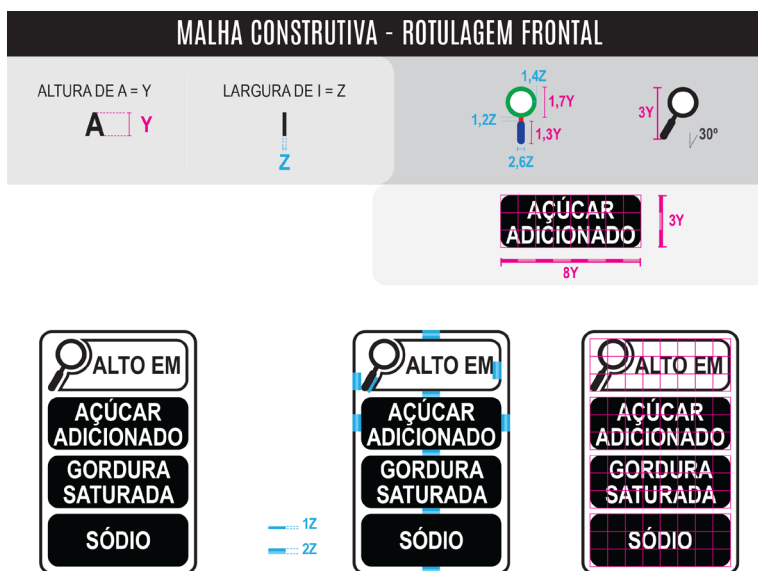 MALHA CONSTRUTIVA - ROTULAGEM FRONTAL
ALTURA DE A = Y
A
Y
LARGURA DE I = Z
I
Z
1,4Z
1,7Y
1,2Z
1,3Y
2,6Z
3Y
30º
AÇÚCAR
ADICIONADO
3Y
8Y
ALTO EM
AÇÚCAR
ADICIONADO
GORDURA
SATURADA
SÓDIO
1Z
2Z
ALTO EM
AÇÚCAR
ADICIONADO
GORDURA
SATURADA
SÓDIO
ALTO EM
AÇÚCAR
ADICIONADO
GORDURA
SATURADA
SÓDIO